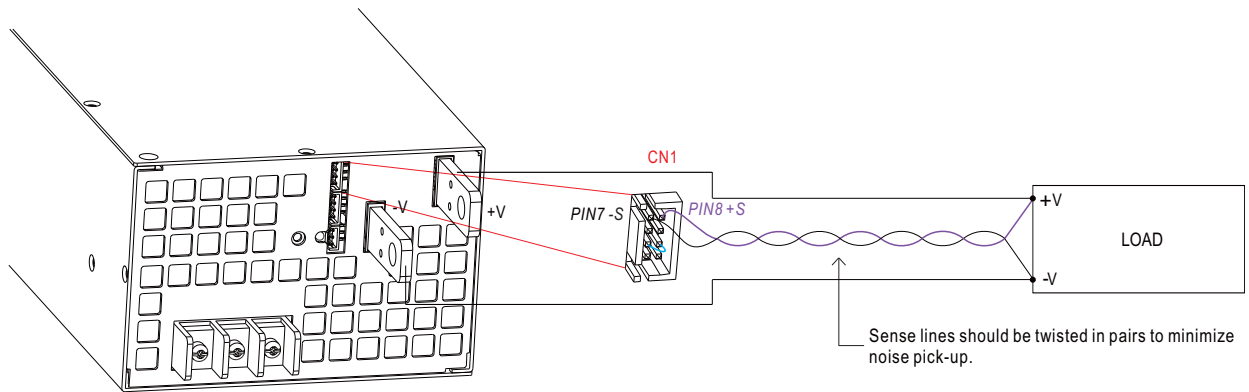 CN1
-V
+V
PIN7 -S
PIN8 +S
+V
LOAD
-V
Sense lines should be twisted in pairs to minimize
noise pick-up.